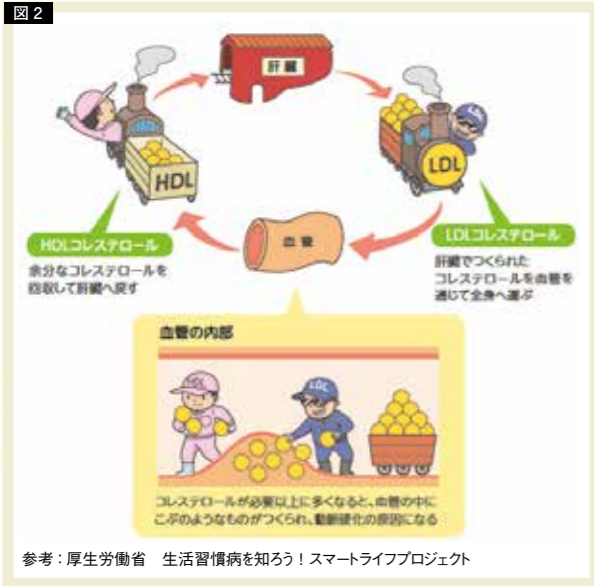 図2
肝臓
HDL
LDL
HDLコレステロール
余分なコレステロールを
回収して肝臓へ戻す
血管
LDLコレステロール
肝臓でつくられた
コレステロールを血管を
通じて全身へ運ぶ
血管の内部
LDL
コレステロールが必要以上に多くなると、血管の中に
こぶのようなものがつくられ、動脈硬化の原因になる
参考：厚生労働省　生活習慣病を知ろう！スマートライフプロジェクト